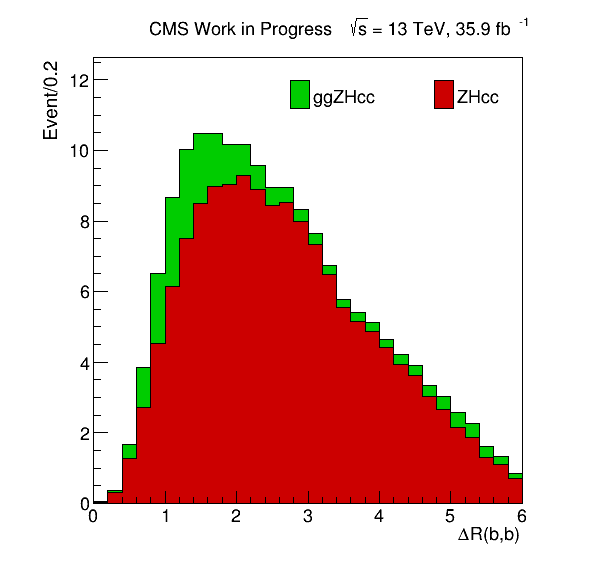 CMS Work in Progress √s = 13 TeV, 35.9 fb -1
Event/0.2
ggZHcc ZHcc
12
10
8
6
4
2
0
0 1 2 3 4 5 6
ΔR(b,b)